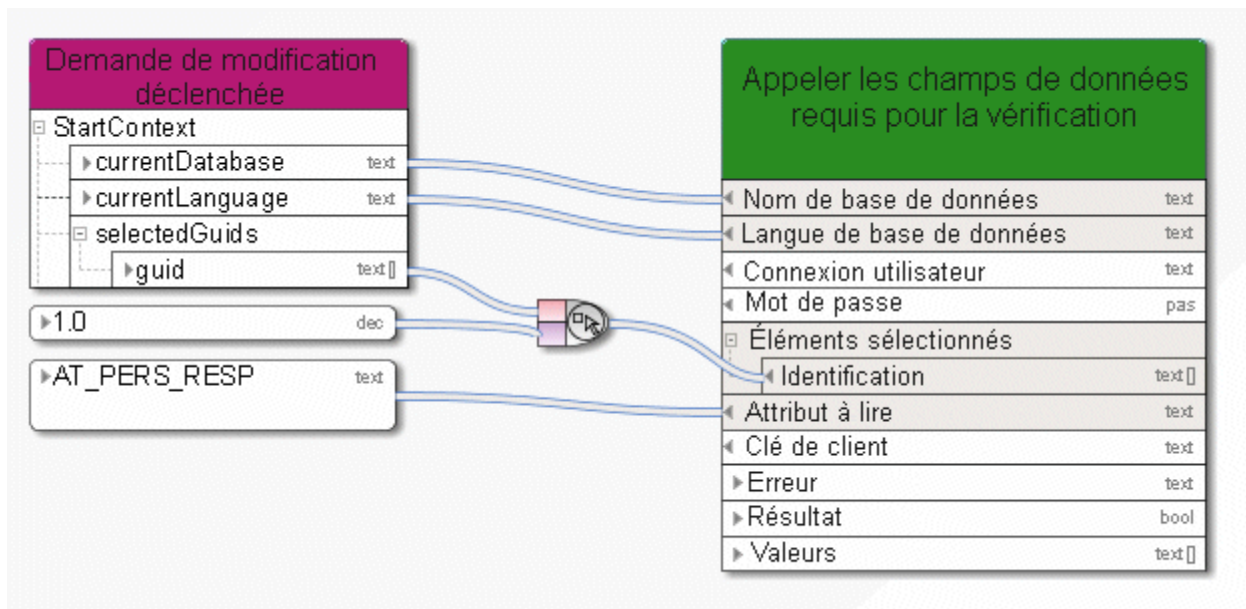 Demande de modification
déclenchée
StartContext
currentDatabase text
currentLanguage text
selectedGuids
guid text[]
1.0 dec
AT_PERS_RESP text
Appeler les champs de données
requis pour la vérification
Nom de base de données text
Langue de base de données text
Connexion utilisateur text
Mot de passe pas
Éléments sélectionnés
Identification text[]
Attribut à lire text
Clé de client text
Erreur text
Résultat bool
Valeurs text[]